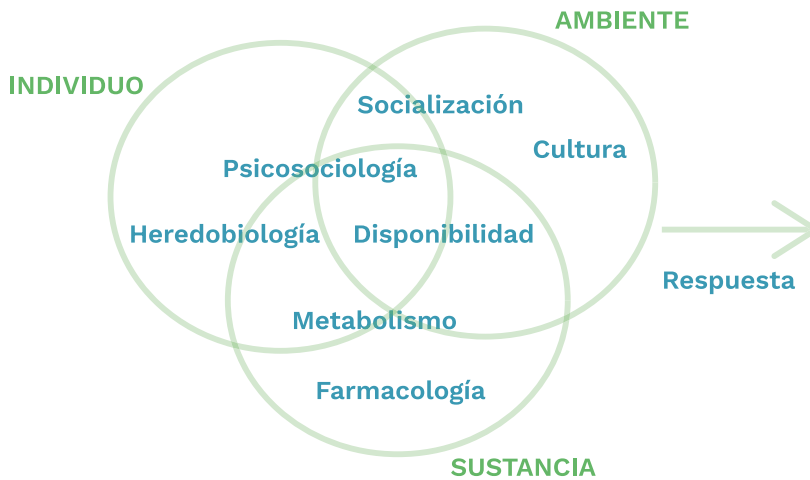 AMBIENTE
INDIVIDUO
Socialización
Cultura
Psicosociología
Heredobiología
Disponibilidad
Respuesta
Metabolismo
Farmacología
SUSTANCIA